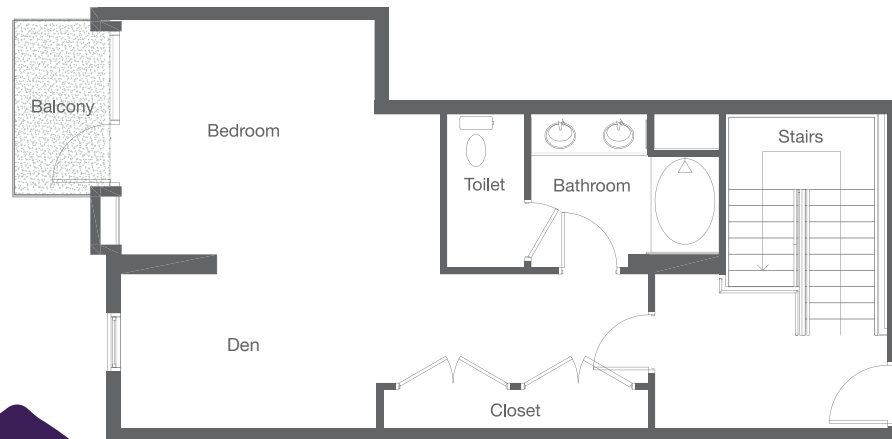 Balcony
Bedroom
Toilet
Bathroom
Stairs
Den
Closet